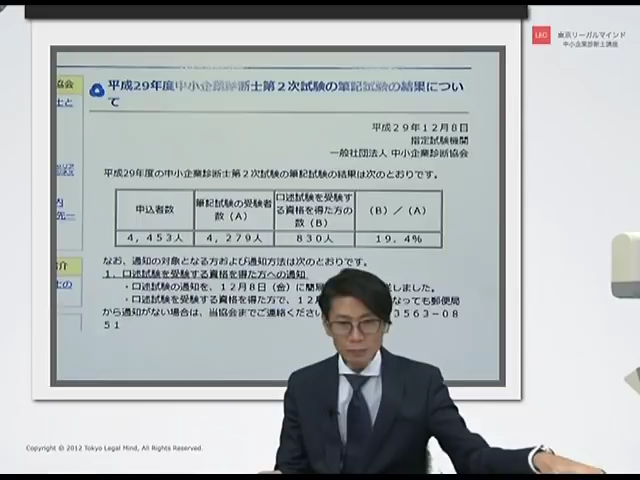 LEC 東京リーガルマインド
中小企業診断士講座
平成29年度中小企業診断士第2次試験の筆記試験の結果につい
て
平成29年12月8日
指定試験機関
一般社団法人 中小企業診断協会
平成29年度の中小企業診断士第2次試験の筆記試験の結果は次のとおりです。
申込者数 筆記試験の受験者数(A) 口述試験を受験する資格を得た方の数(B) (B)/(A)
4,453人 4,279人 830人 19.4%
なお、通知の対象となる方および通知方法は次のとおりです。
1.口述試験を受験する資格を得た方への通知
・口述試験の通知を、12月8日(金)に簡 しました。
・口述試験を受験する資格を得た方で、12 なっても郵便局
から通知がない場合は、当協会までご連絡くださ 3563-08
51
協会
Copyright © 2012 Tokyo Legal Mind, All Rights Reserved.